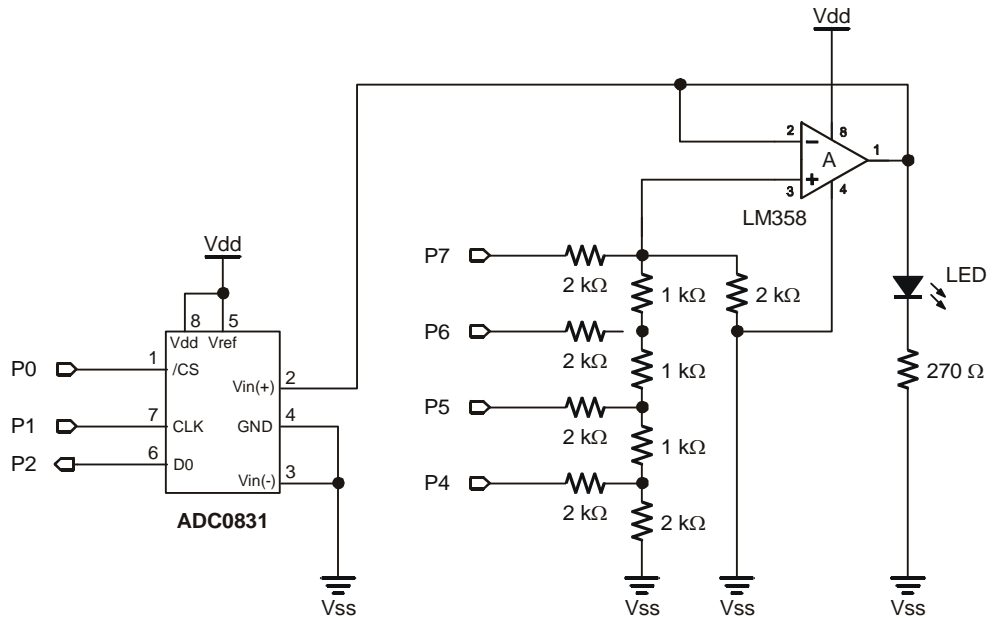 Vdd
2
8
1
A
3
4
LM358
Vdd
P7
2 kΩ
1 kΩ
2 kΩ
LED
8
5
Vdd
Vref
P6
2 kΩ
P0
1
/CS
Vin(+)
2
1 kΩ
270 Ω
P1
7
CLK
GND
4
P5
2 kΩ
1 kΩ
P2
6
D0
Vin(-)
3
P4
2 kΩ
2 kΩ
ADC0831
Vss
Vss
Vss
Vss